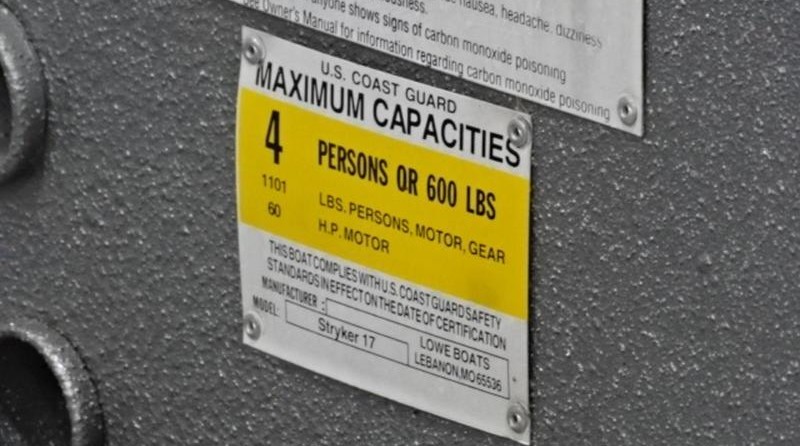 nausea, headache, dizziness
anyone shows signs of carbon monoxide poisoning
See Owner's Manual for information regarding carbon monoxide poisoning
U.S. COAST GUARD
MAXIMUM CAPACITIES
4 PERSONS OR 600 LBS
1101 LBS. PERSONS, MOTOR, GEAR
60 H.P. MOTOR
THIS BOAT COMPLIES WITH U.S. COAST GUARD SAFETY
STANDARDS IN EFFECT ON THE DATE OF CERTIFICATION
MANUFACTURER :
MODEL: Stryker 17
LOWE BOATS
LEBANON, MO 65536